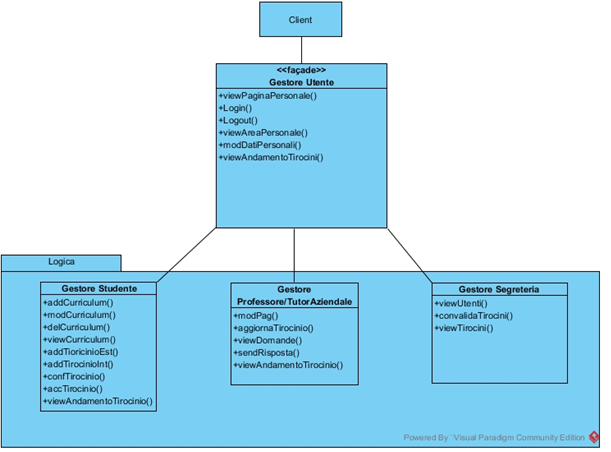 Client
<<façade>>
Gestore Utente
+viewPaginaPersonale()
+Login()
+Logout()
+viewAreaPersonale()
+modDatiPersonali()
+viewAndamentoTirocini()
Logica
Gestore Studente
+addCurriculum()
+modCurriculum()
+delCurriculum()
+viewCurriculum()
+addTioricinioEst()
+addTirocinioInt()
+confTirocinio()
+accTirocinio()
+viewAndamentoTirocinio()
Gestore
Professore/TutorAziendale
+modPag()
+aggiornaTirocinio()
+viewDomande()
+sendRisposta()
+viewAndamentoTirocinio()
Gestore Segreteria
+viewUtenti()
+convalidaTirocini()
+viewTirocini()
Powered By Visual Paradigm Community Edition